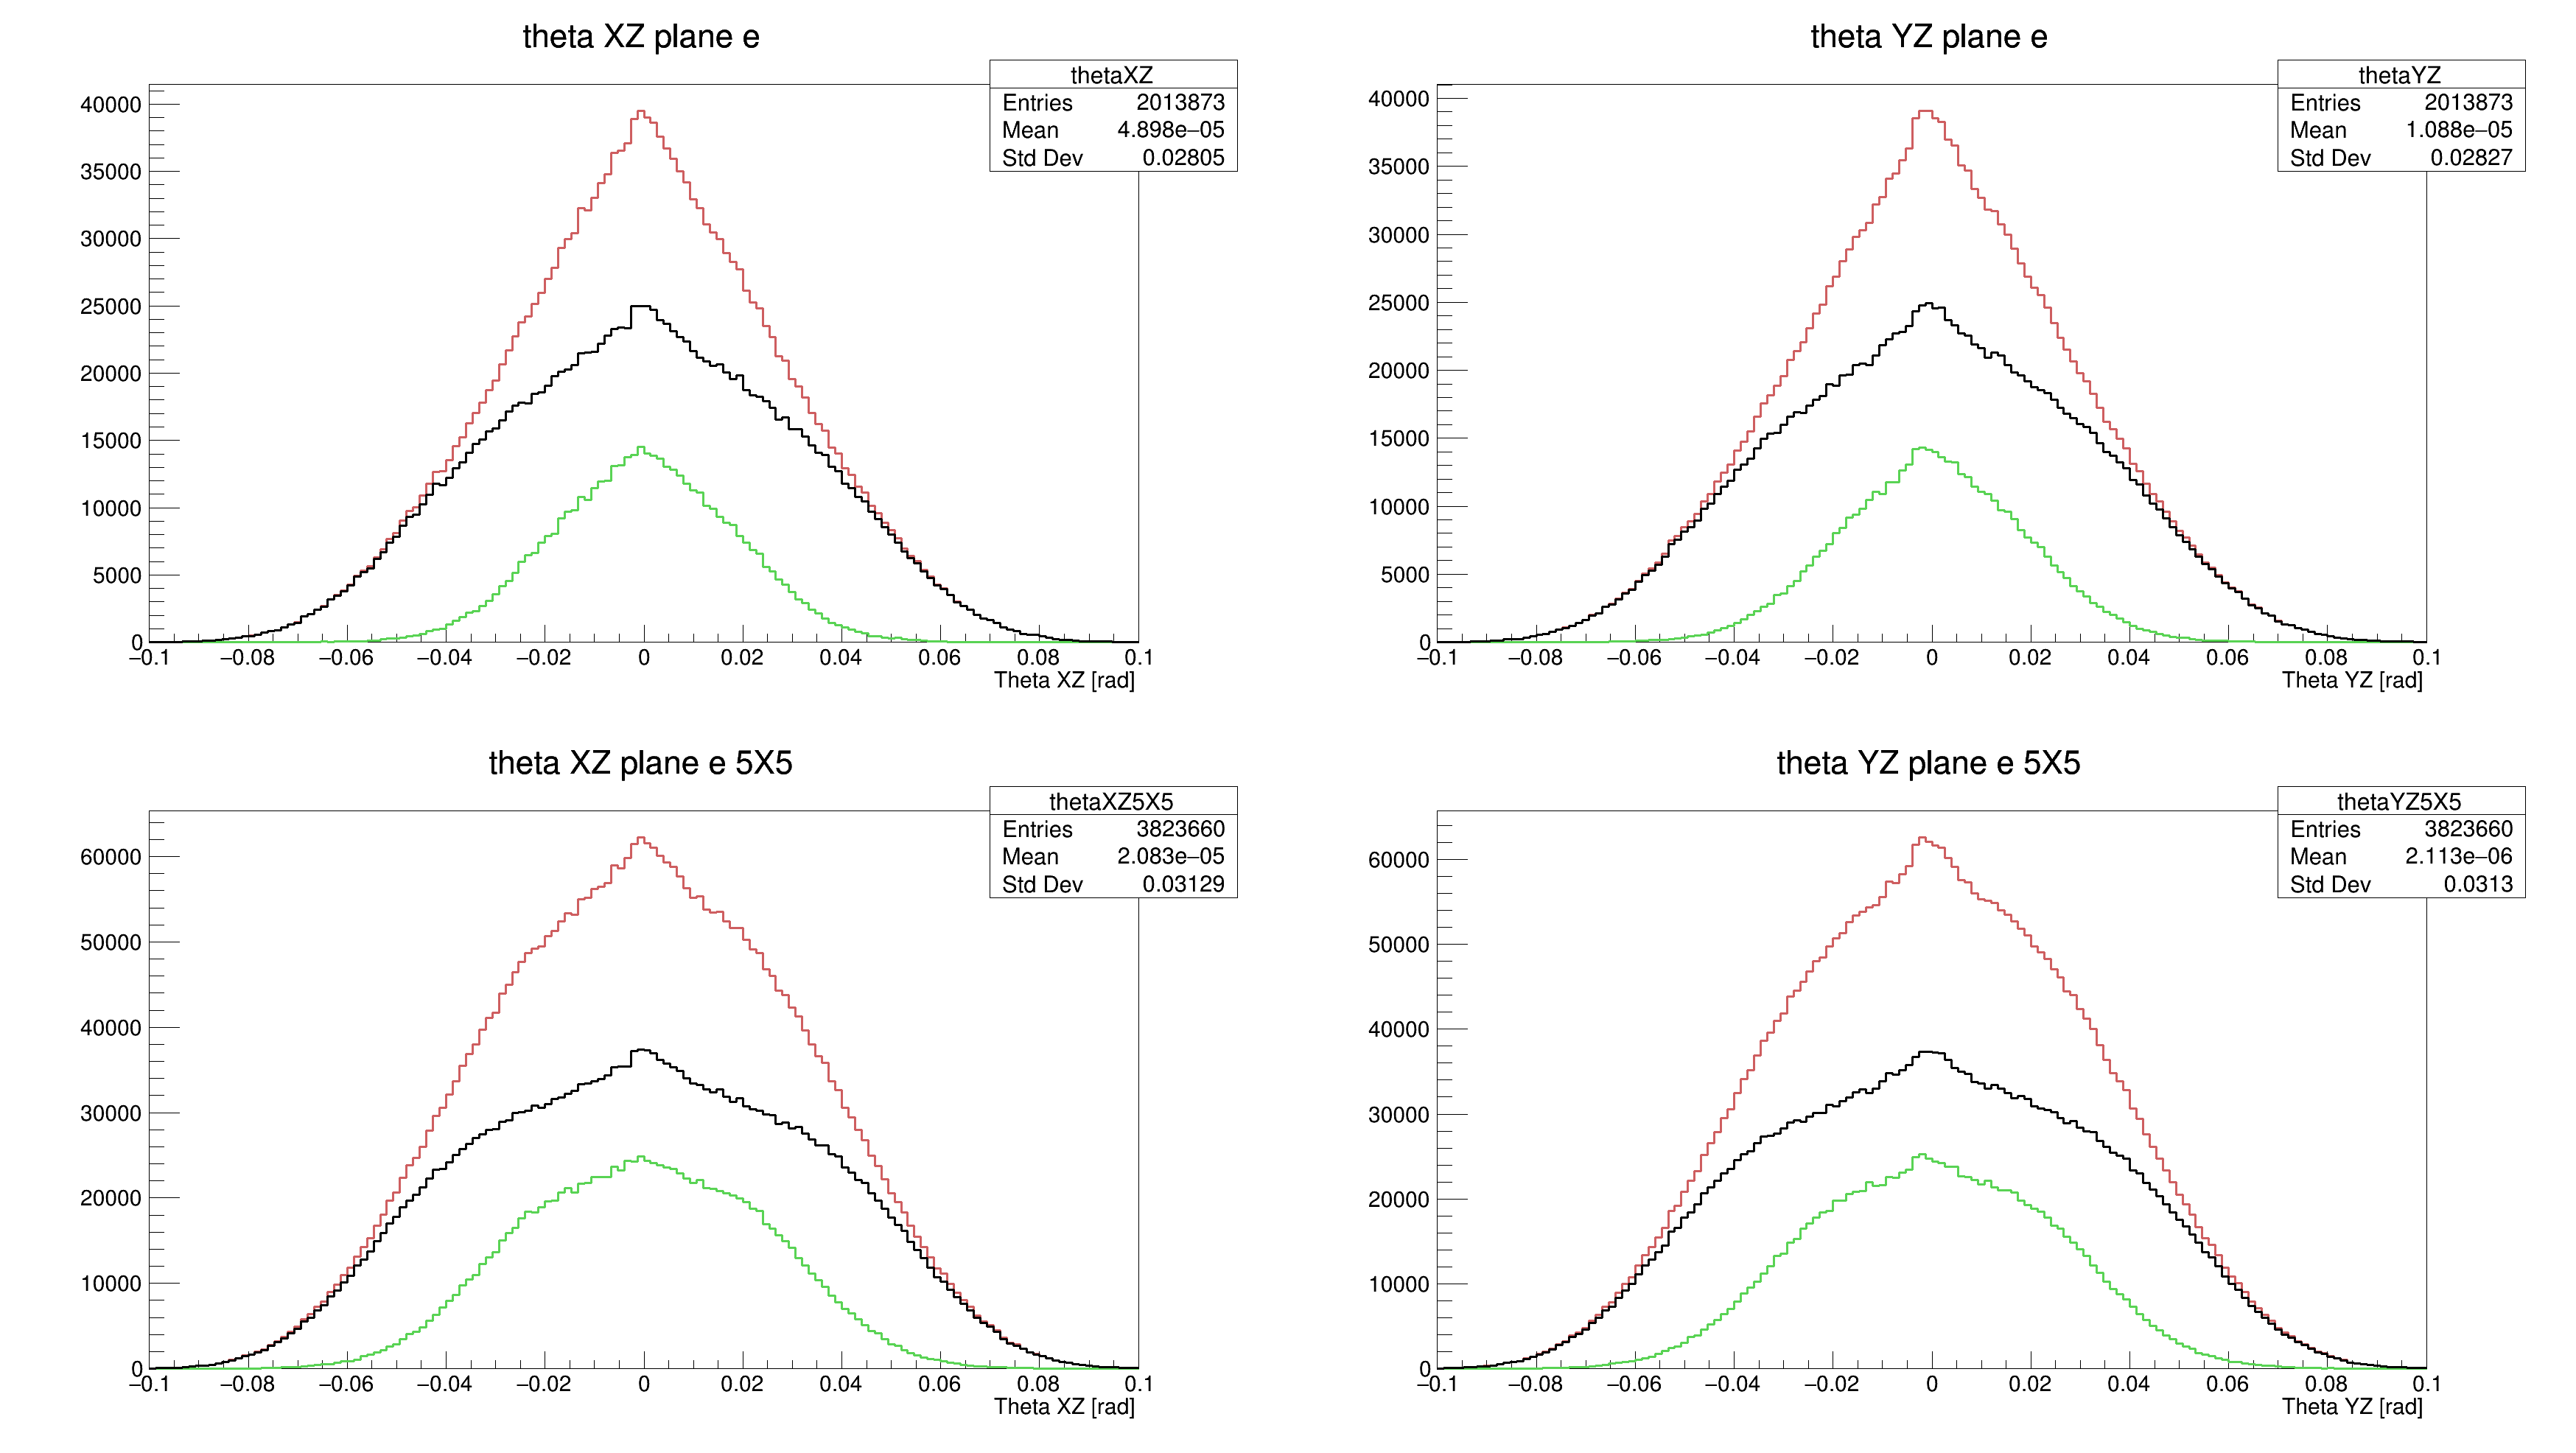 theta XZ plane e
thetaXZ
Entries 2013873
Mean 4.898e−05
Std Dev 0.02805
40000
35000
30000
25000
20000
15000
10000
5000
0
−0.1 −0.08 −0.06 −0.04 −0.02 0 0.02 0.04 0.06 0.08 0.1
Theta XZ [rad]
theta YZ plane e
thetaYZ
Entries 2013873
Mean 1.088e−05
Std Dev 0.02827
40000
35000
30000
25000
20000
15000
10000
5000
0
−0.1 −0.08 −0.06 −0.04 −0.02 0 0.02 0.04 0.06 0.08 0.1
Theta YZ [rad]
theta XZ plane e 5X5
thetaXZ5X5
Entries 3823660
Mean 2.083e−05
Std Dev 0.03129
60000
50000
40000
30000
20000
10000
0
−0.1 −0.08 −0.06 −0.04 −0.02 0 0.02 0.04 0.06 0.08 0.1
Theta XZ [rad]
theta YZ plane e 5X5
thetaYZ5X5
Entries 3823660
Mean 2.113e−06
Std Dev 0.0313
60000
50000
40000
30000
20000
10000
0
−0.1 −0.08 −0.06 −0.04 −0.02 0 0.02 0.04 0.06 0.08 0.1
Theta YZ [rad]